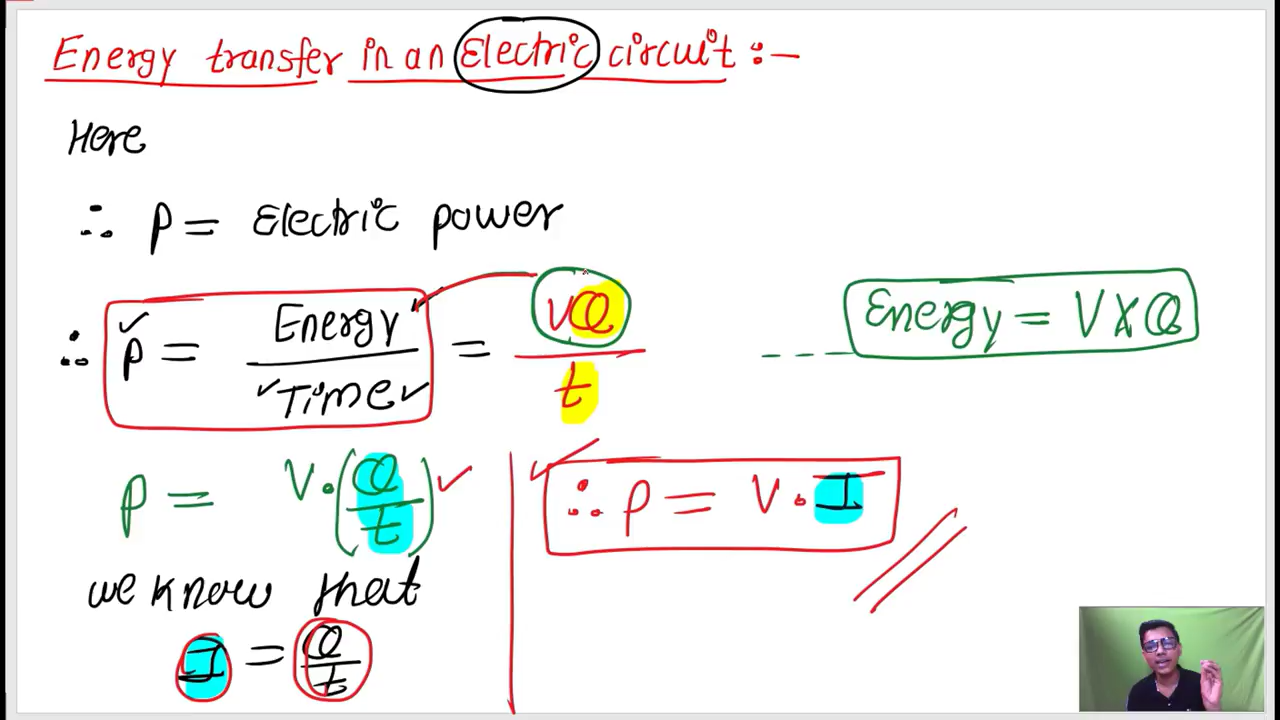 Energy transfer in an Electric circuit :-
Here
∴ P = Electric power
∴ P = Energy / Time = VQ / t
Energy = V X Q
P = V · (Q / t)
∴ P = V · I
we know that
I = Q / t